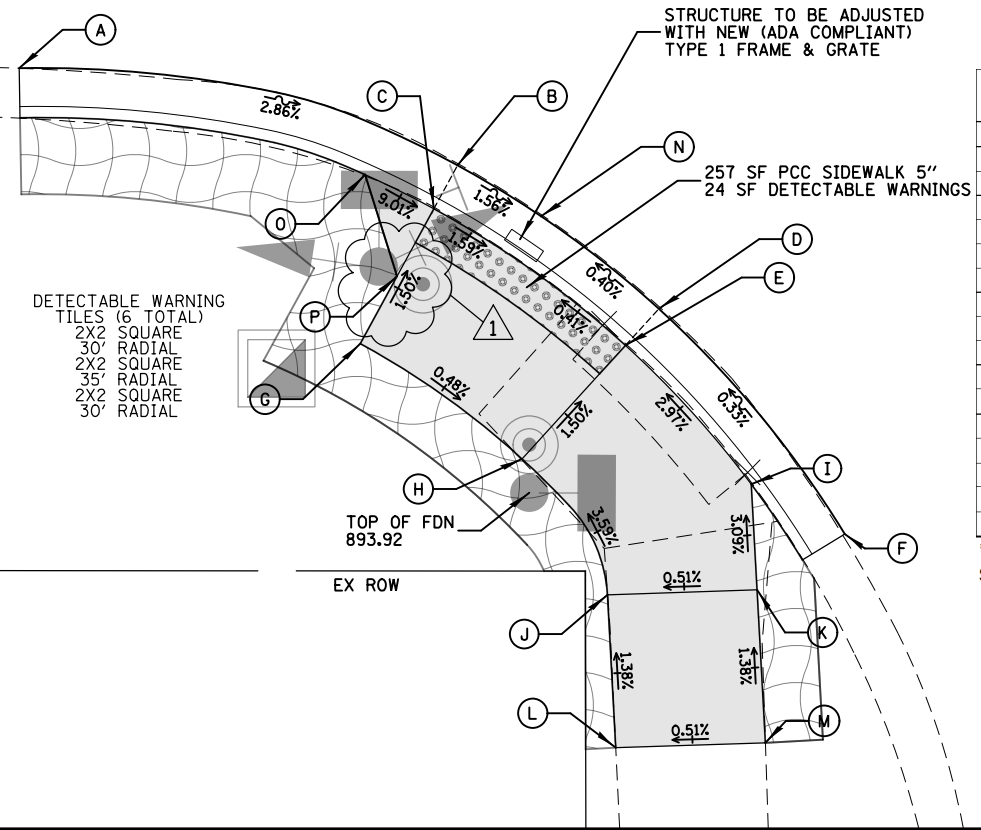 STRUCTURE TO BE ADJUSTED
WITH NEW (ADA COMPLIANT)
TYPE 1 FRAME & GRATE
A
C
B
2.86%
N
257 SF PCC SIDEWALK 5"
24 SF DETECTABLE WARNINGS
1.56%
9.01%
O
1.59%
D
0.40%
E
DETECTABLE WARNING
TILES (6 TOTAL)
2X2 SQUARE
30' RADIAL
2X2 SQUARE
35' RADIAL
2X2 SQUARE
30' RADIAL
1.50%
P
1
0.41%
G
0.48%
1.50%
2.97%
0.33%
H
I
TOP OF FDN
893.92
3.59%
3.09%
F
EX ROW
0.51%
J
K
1.38%
1.38%
L
0.51%
M